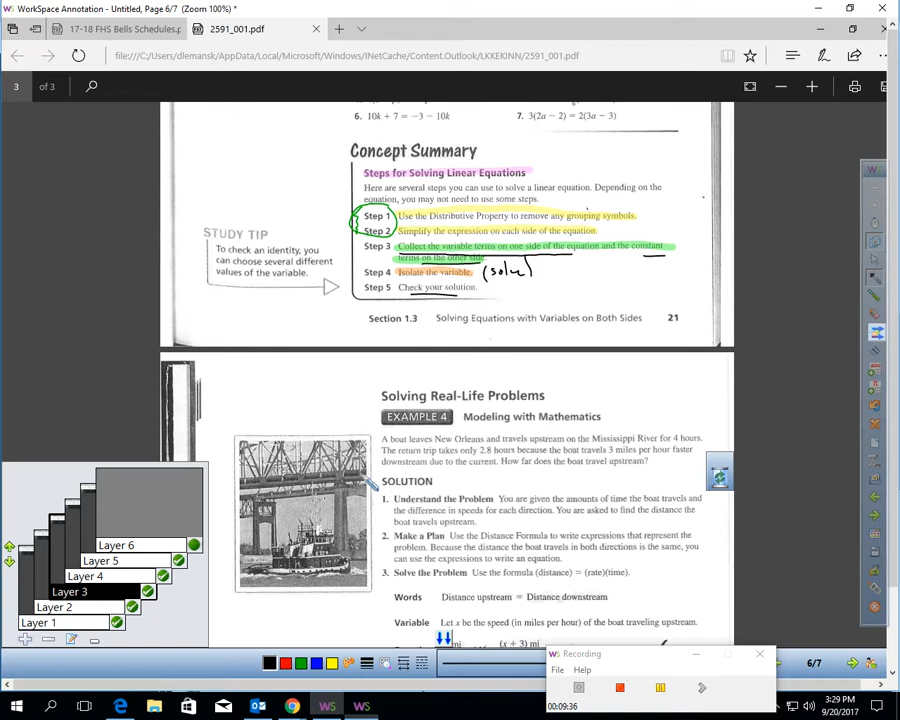 WorkSpace Annotation - Untitled, Page 6/7 (Zoom 100%) *
17-18 FHS Bells Schedules.p
2591_001.pdf
file:///C:/Users/dlemansk/AppData/Local/Microsoft/Windows/INetCache/Content.Outlook/LKKEKINN/2591_001.pdf
3 of 3
6. 10k + 7 = −3 − 10k
7. 3(2a − 2) = 2(3a − 3)
Concept Summary
Steps for Solving Linear Equations
Here are several steps you can use to solve a linear equation. Depending on the
equation, you may not need to use some steps.
Step 1 Use the Distributive Property to remove any grouping symbols.
Step 2 Simplify the expression on each side of the equation.
Step 3 Collect the variable terms on one side of the equation and the constant
terms on the other side.
Step 4 Isolate the variable. (solve)
Step 5 Check your solution.
STUDY TIP
To check an identity, you
can choose several different
values of the variable.
Section 1.3 Solving Equations with Variables on Both Sides 21
Solving Real-Life Problems
EXAMPLE 4 Modeling with Mathematics
A boat leaves New Orleans and travels upstream on the Mississippi River for 4 hours.
The return trip takes only 2.8 hours because the boat travels 3 miles per hour faster
downstream due to the current. How far does the boat travel upstream?
SOLUTION
1. Understand the Problem You are given the amounts of time the boat travels and
the difference in speeds for each direction. You are asked to find the distance the
boat travels upstream.
2. Make a Plan Use the Distance Formula to write expressions that represent the
problem. Because the distance the boat travels in both directions is the same, you
can use the expressions to write an equation.
3. Solve the Problem Use the formula (distance) = (rate)(time).
Words Distance upstream = Distance downstream
Variable Let x be the speed (in miles per hour) of the boat traveling upstream.
mi (x + 3) mi
Layer 6
Layer 5
Layer 4
Layer 3
Layer 2
Layer 1
Recording
File Help
00:09:36
6/7
3:29 PM
9/20/2017